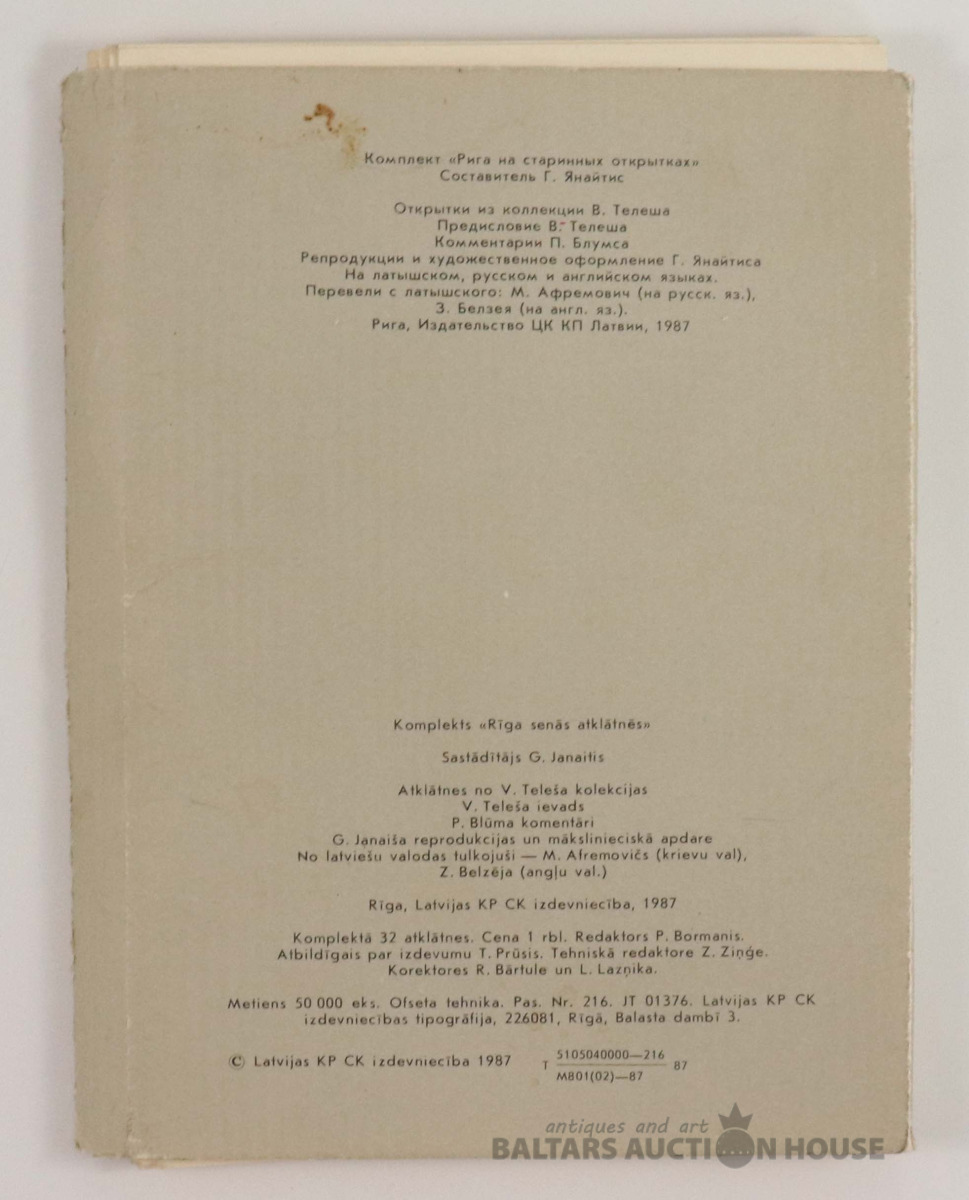 Комплект «Рига на старинных открытках»
Составитель Г. Янайтис
Открытки из коллекции В. Телеша
Предисловие В. Телеша
Комментарии П. Блумса
Репродукции и художественное оформление Г. Янайтиса
На латышском, русском и английском языках.
Перевели с латышского: М. Афремович (на русск. яз.),
З. Белзея (на англ. яз.).
Рига, Издательство ЦК КП Латвии, 1987
Komplekts «Rīga senās atklātnēs»
Sastādītājs G. Janaitis
Atklātnes no V. Teleša kolekcijas
V. Teleša ievads
P. Blūma komentāri
G. Janaiša reprodukcijas un mākslinieciskā apdare
No latviešu valodas tulkojuši — M. Afremovičs (krievu val),
Z. Belzēja (angļu val.)
Rīga, Latvijas KP CK izdevniecība, 1987
Komplektā 32 atklātnes. Cena 1 rbl. Redaktors P. Bormanis.
Atbildīgais par izdevumu T. Prūsis. Tehniskā redaktore Z. Ziņģe.
Korektores R. Bārtule un L. Lazņika.
Metiens 50 000 eks. Ofseta tehnika. Pas. Nr. 216. JT 01376. Latvijas KP CK
izdevniecības tipogrāfija, 226081, Rīgā, Balasta dambī 3.
© Latvijas KP CK izdevniecība 1987
T 5105040000—216 87
M801(02)—87
antiques and art
BALTARS AUCTION HOUSE